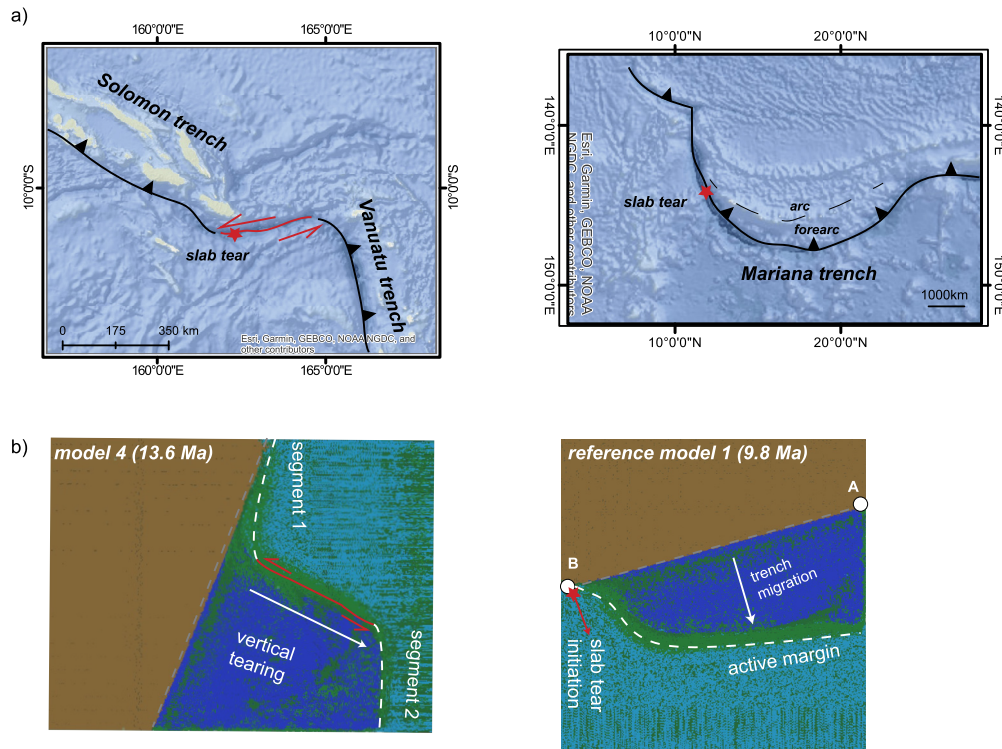 a)
160°0'0"E
165°0'0"E
10°0'0"S
10°0'0"S
Solomon trench
Vanuatu trench
slab tear
0 175 350 km
Esri, Garmin, GEBCO, NOAA NGDC, and
other contributors
160°0'0"E
165°0'0"E
10°0'0"E
20°0'0"E
140°0'0"E
140°0'0"E
150°0'0"E
150°0'0"E
Esri, Garmin, GEBCO, NOAA
NGDC, and other contributors
slab tear
arc
forearc
Mariana trench
1000km
10°0'0"E
20°0'0"E
b)
model 4 (13.6 Ma)
segment 1
vertical
tearing
segment 2
reference model 1 (9.8 Ma)
A
B
trench
migration
slab tear
initiation
active margin